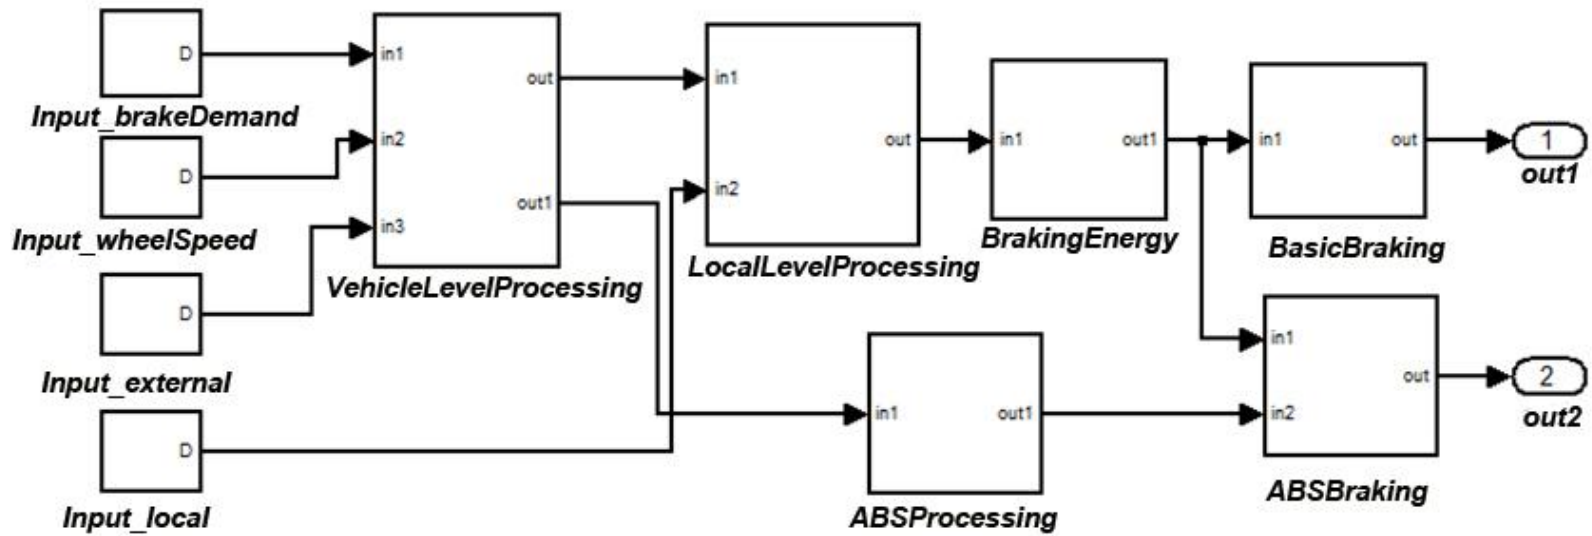 D
Input_brakeDemand
D
Input_wheelSpeed
D
Input_external
D
Input_local
in1
in2
in3
out
out1
VehicleLevelProcessing
in1
in2
out
LocalLevelProcessing
in1
out1
BrakingEnergy
in1
out
BasicBraking
1
out1
in1
out1
ABSProcessing
in1
in2
out
ABSBraking
2
out2